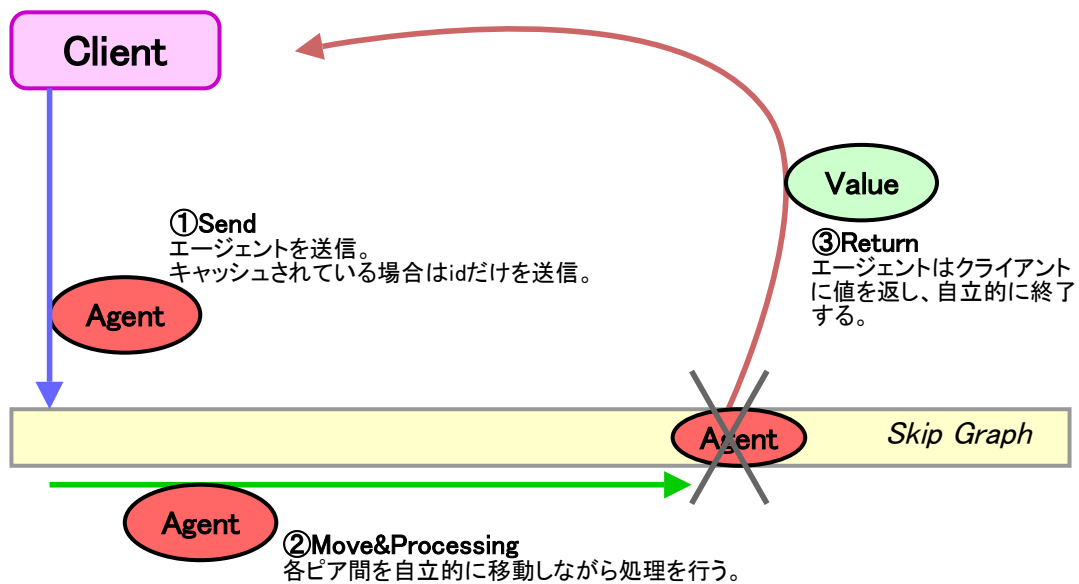 Client
Value
①Send
エージェントを送信。
キャッシュされている場合はidだけを送信。
③Return
エージェントはクライアント
に値を返し、自立的に終了
する。
Agent
Agent
Skip Graph
Agent
②Move&Processing
各ピア間を自立的に移動しながら処理を行う。